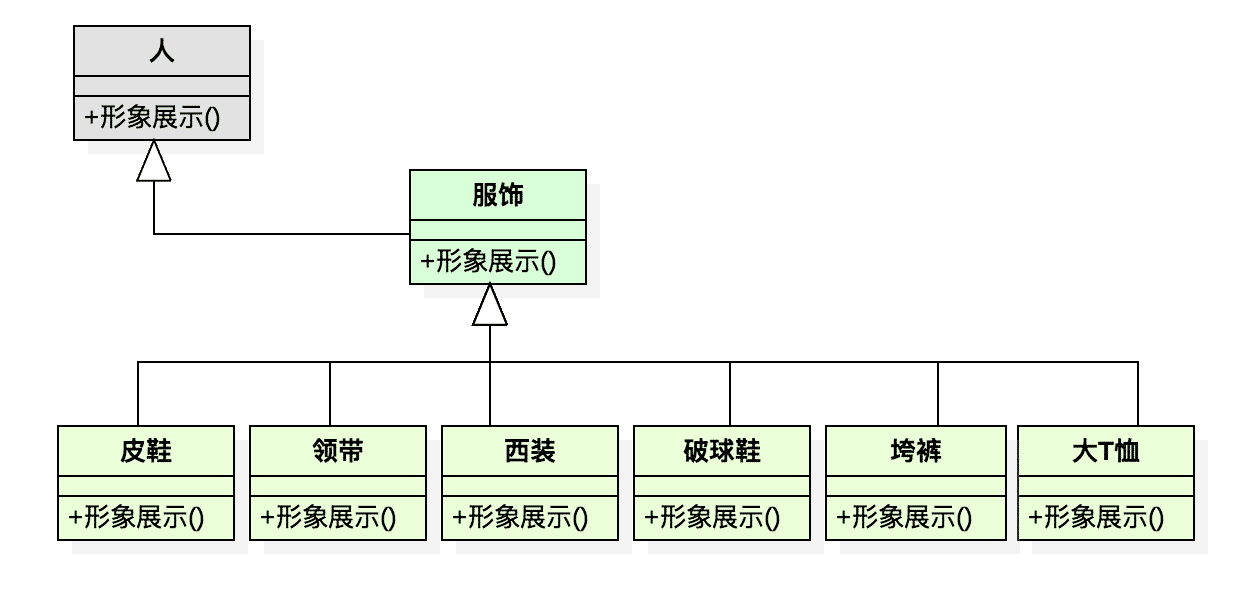 人
+形象展示()
服饰
+形象展示()
皮鞋
领带
西装
破球鞋
垮裤
大T恤
+形象展示()
+形象展示()
+形象展示()
+形象展示()
+形象展示()
+形象展示()